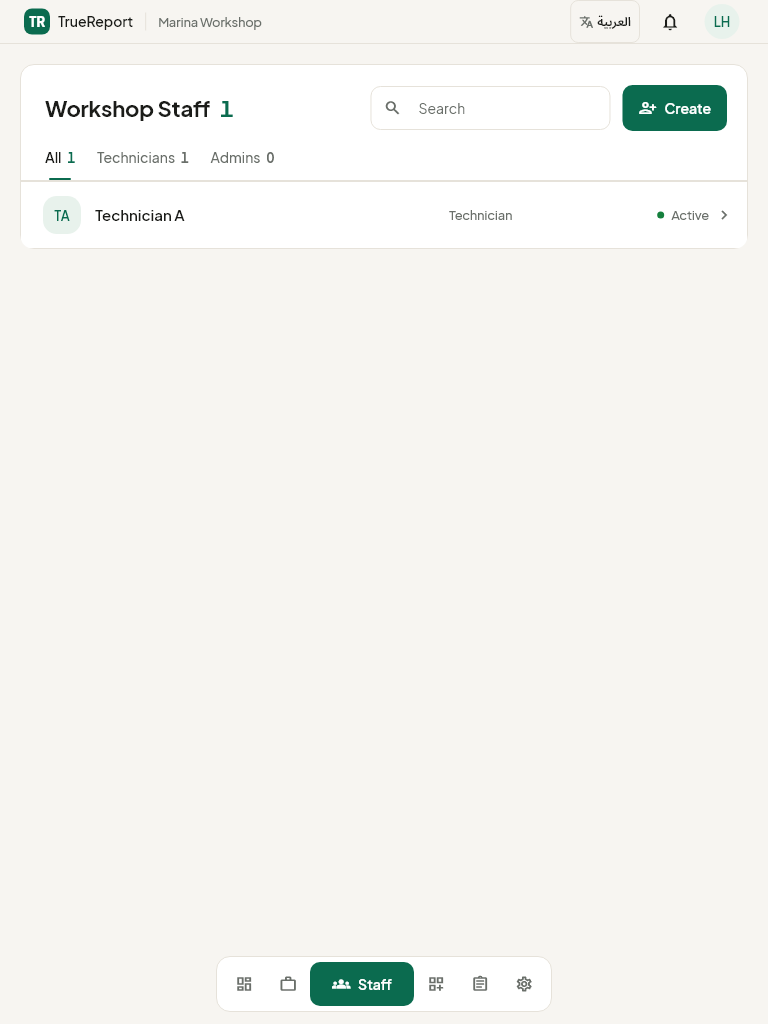 TR TrueReport Marina Workshop العربية LH
Workshop Staff 1 Search Create
All 1 Technicians 1 Admins 0
TA Technician A Technician Active
Staff